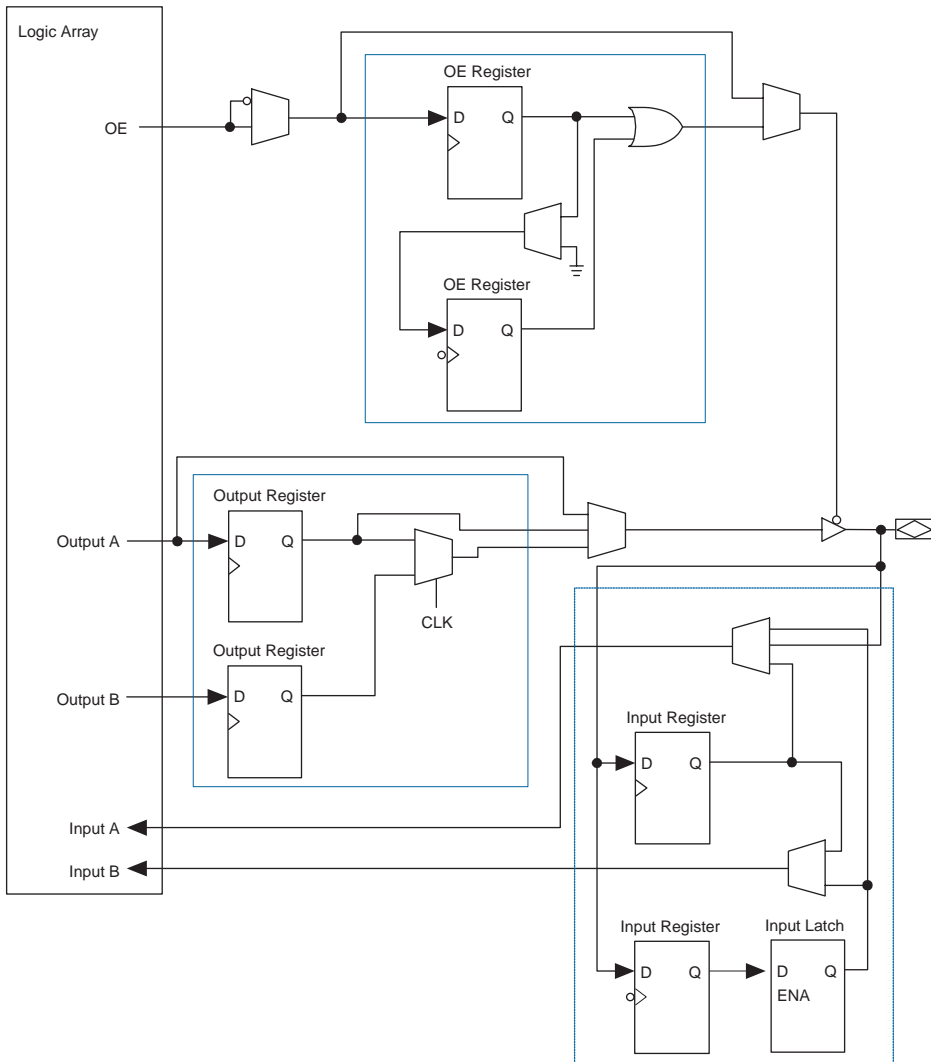 Logic Array
OE Register
D Q
OE
OE Register
D Q
Output Register
D Q
Output A
CLK
Output Register
D Q
Output B
Input Register
D Q
Input A
Input B
Input Register
D Q
Input Latch
D Q
ENA